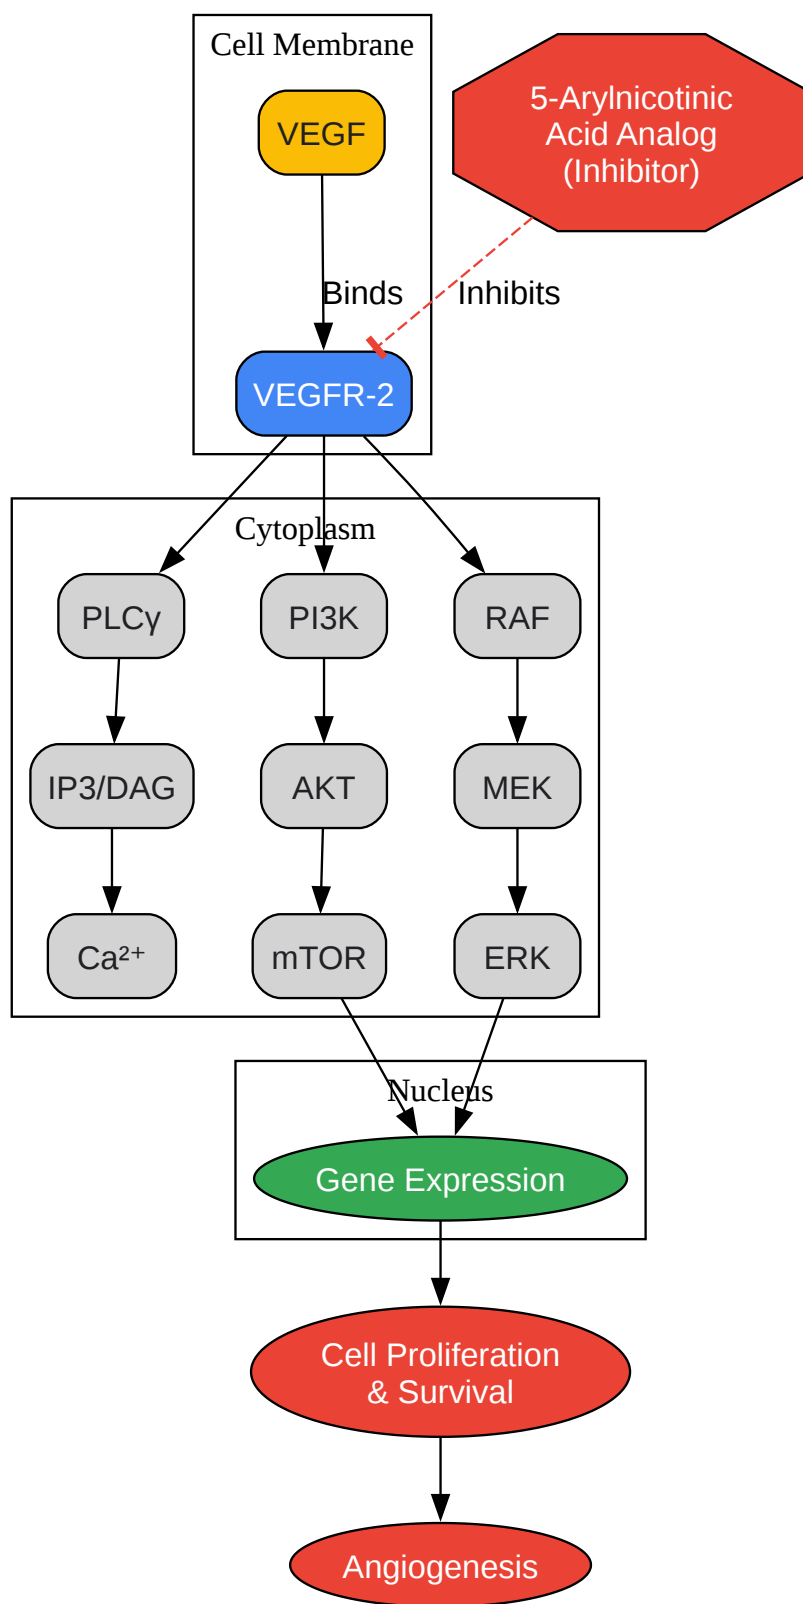 Cell Membrane
VEGF
5-Arylnicotinic
Acid Analog
(Inhibitor)
Binds
Inhibits
VEGFR-2
Cytoplasm
PLCγ
PI3K
RAF
IP3/DAG
AKT
MEK
Ca²⁺
mTOR
ERK
Nucleus
Gene Expression
Cell Proliferation
& Survival
Angiogenesis